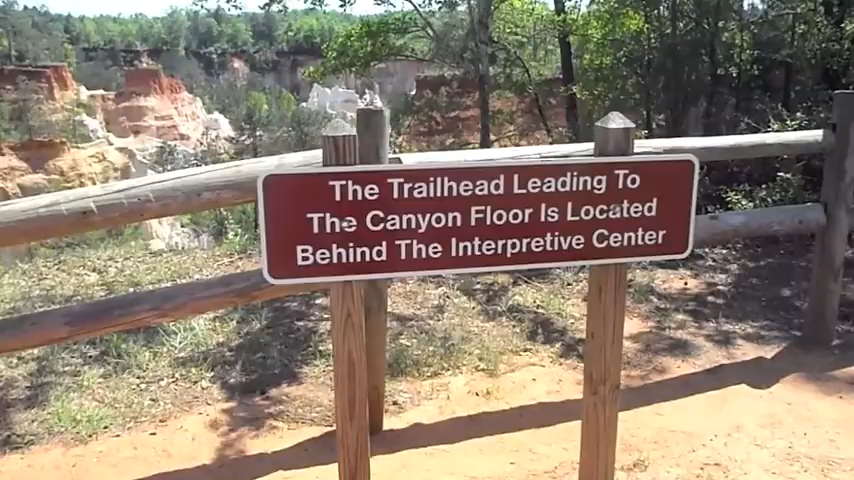 The Trailhead Leading To
The Canyon Floor Is Located
Behind The Interpretive Center